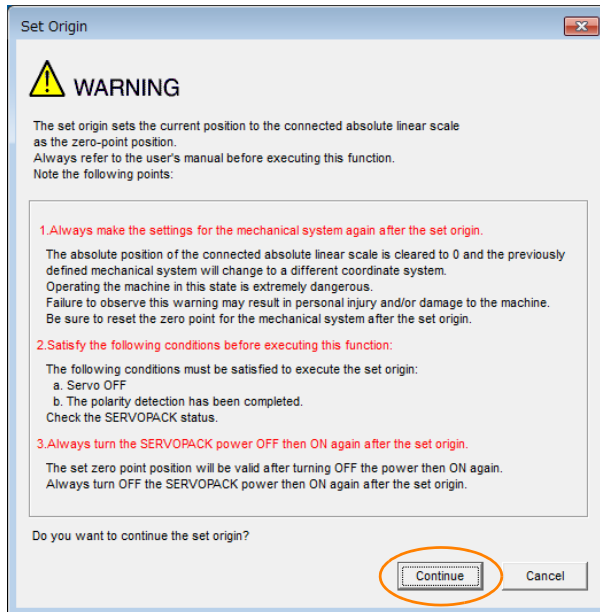 Set Origin
WARNING
The set origin sets the current position to the connected absolute linear scale
as the zero-point position.
Always refer to the user's manual before executing this function.
Note the following points:
1.Always make the settings for the mechanical system again after the set origin.
The absolute position of the connected absolute linear scale is cleared to 0 and the previously
defined mechanical system will change to a different coordinate system.
Operating the machine in this state is extremely dangerous.
Failure to observe this warning may result in personal injury and/or damage to the machine.
Be sure to reset the zero point for the mechanical system after the set origin.
2.Satisfy the following conditions before executing this function:
The following conditions must be satisfied to execute the set origin:
a. Servo OFF
b. The polarity detection has been completed.
Check the SERVOPACK status.
3.Always turn the SERVOPACK power OFF then ON again after the set origin.
The set zero point position will be valid after turning OFF the power then ON again.
Always turn OFF the SERVOPACK power then ON again after the set origin.
Do you want to continue the set origin?
Continue Cancel